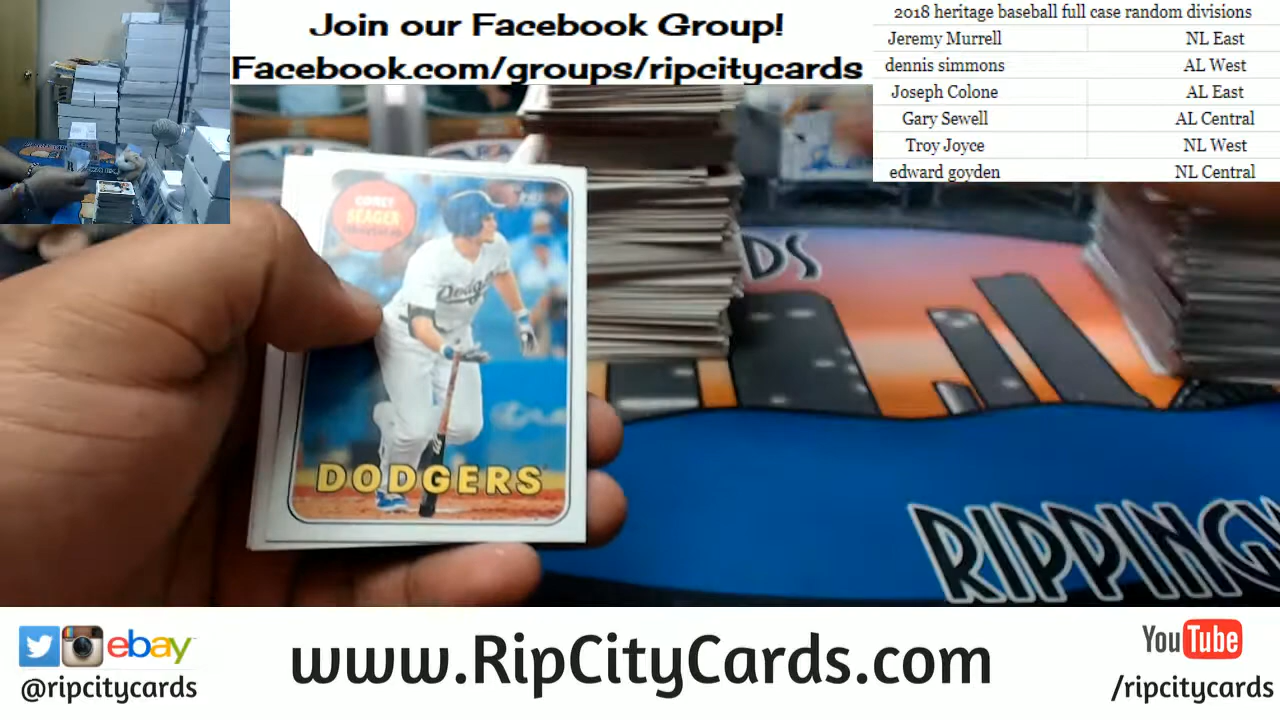 Join our Facebook Group!
Facebook.com/groups/ripcitycards
2018 heritage baseball full case random divisions
Jeremy Murrell NL East
dennis simmons AL West
Joseph Colone AL East
Gary Sewell AL Central
Troy Joyce NL West
edward goyden NL Central
COREY
SEAGER
Dodgers
DODGERS
RDS
RIPPING
ebay
@ripcitycards
www.RipCityCards.com
YouTube
/ripcitycards